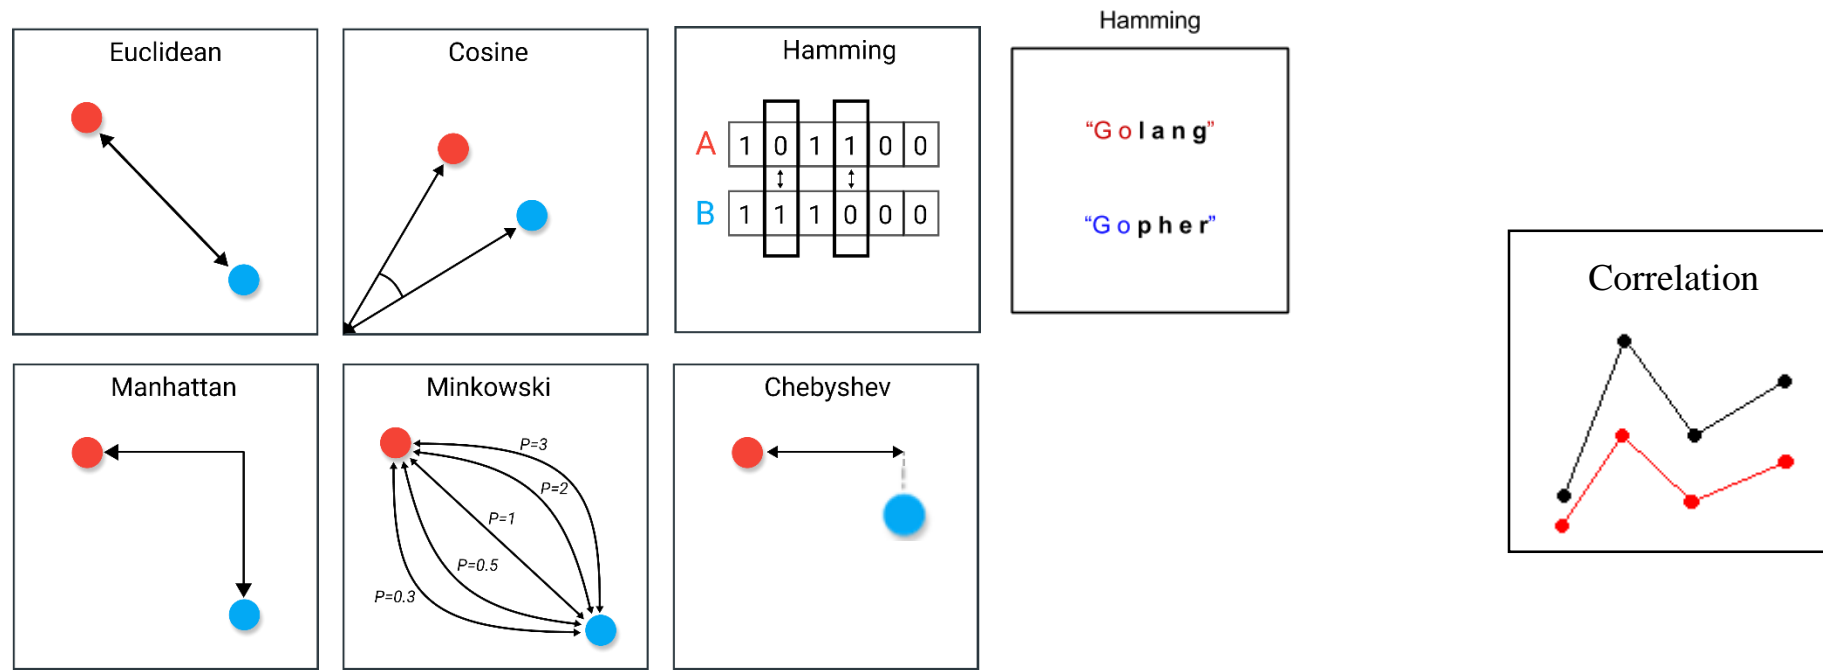 Euclidean
Cosine
Hamming
A 1 0 1 1 0 0
B 1 1 1 0 0 0
Hamming
“Golang”
“Gopher”
Correlation
Manhattan
Minkowski
P=3
P=2
P=1
P=0.5
P=0.3
Chebyshev